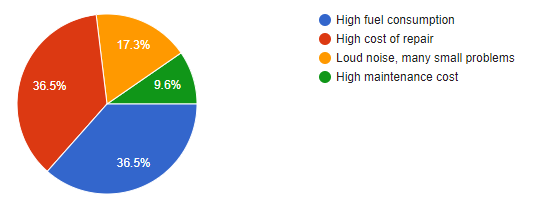 17.3%
36.5%
9.6%
36.5%
High fuel consumption
High cost of repair
Loud noise, many small problems
High maintenance cost